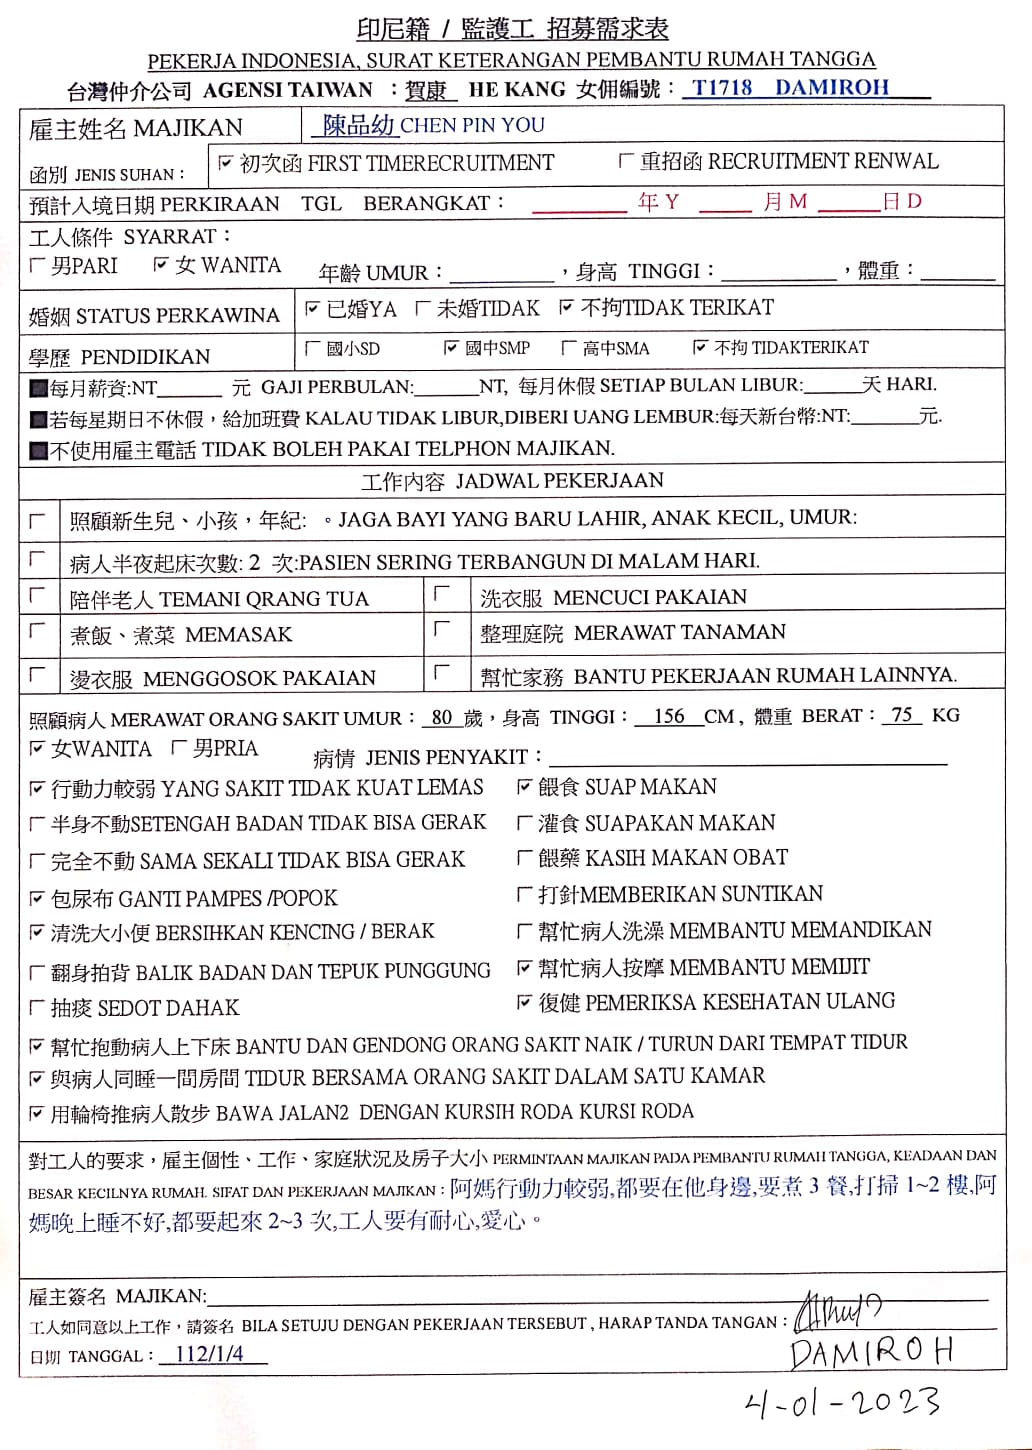 印尼籍 / 監護工 招募需求表
PEKERJA INDONESIA, SURAT KETERANGAN PEMBANTU RUMAH TANGGA
台灣仲介公司 AGENSI TAIWAN ：賀康 HE KANG 女佣編號： T1718 DAMIROH
雇主姓名 MAJIKAN 陳品幼 CHEN PIN YOU
函別 JENIS SUHAN： ☑ 初次函 FIRST TIMERECRUITMENT ☐ 重招函 RECRUITMENT RENWAL
預計入境日期 PERKIRAAN TGL BERANGKAT： ________ 年 Y _____ 月 M ______日 D
工人條件 SYARRAT：
☐ 男PARI ☑ 女 WANITA 年齡 UMUR：__________，身高 TINGGI：___________，體重：_______
婚姻 STATUS PERKAWINA ☑ 已婚YA ☐ 未婚TIDAK ☑ 不拘TIDAK TERIKAT
學歷 PENDIDIKAN ☐ 國小SD ☑ 國中SMP ☐ 高中SMA ☑ 不拘 TIDAKTERIKAT
■每月薪資:NT______ 元 GAJI PERBULAN:______NT, 每月休假 SETIAP BULAN LIBUR:_____天 HARI.
■若每星期日不休假，給加班費 KALAU TIDAK LIBUR,DIBERI UANG LEMBUR:每天新台幣:NT:______元.
■不使用雇主電話 TIDAK BOLEH PAKAI TELPHON MAJIKAN.
工作內容 JADWAL PEKERJAAN
☐ 照顧新生兒、小孩，年紀: 。JAGA BAYI YANG BARU LAHIR, ANAK KECIL, UMUR:
☐ 病人半夜起床次數: 2 次:PASIEN SERING TERBANGUN DI MALAM HARI.
☐ 陪伴老人 TEMANI QRANG TUA ☐ 洗衣服 MENCUCI PAKAIAN
☐ 煮飯、煮菜 MEMASAK ☐ 整理庭院 MERAWAT TANAMAN
☐ 燙衣服 MENGGOSOK PAKAIAN ☐ 幫忙家務 BANTU PEKERJAAN RUMAH LAINNYA.
照顧病人 MERAWAT ORANG SAKIT UMUR： 80 歲，身高 TINGGI： 156 CM , 體重 BERAT： 75 KG
☑ 女WANITA ☐ 男PRIA 病情 JENIS PENYAKIT：____________________
☑ 行動力較弱 YANG SAKIT TIDAK KUAT LEMAS ☑ 餵食 SUAP MAKAN
☐ 半身不動SETENGAH BADAN TIDAK BISA GERAK ☐ 灌食 SUAPAKAN MAKAN
☐ 完全不動 SAMA SEKALI TIDAK BISA GERAK ☐ 餵藥 KASIH MAKAN OBAT
☑ 包尿布 GANTI PAMPES /POPOK ☐ 打針MEMBERIKAN SUNTIKAN
☑ 清洗大小便 BERSIHKAN KENCING / BERAK ☐ 幫忙病人洗澡 MEMBANTU MEMANDIKAN
☐ 翻身拍背 BALIK BADAN DAN TEPUK PUNGGUNG ☑ 幫忙病人按摩 MEMBANTU MEMIJIT
☐ 抽痰 SEDOT DAHAK ☑ 復健 PEMERIKSA KESEHATAN ULANG
☑ 幫忙抱動病人上下床 BANTU DAN GENDONG ORANG SAKIT NAIK / TURUN DARI TEMPAT TIDUR
☑ 與病人同睡一間房間 TIDUR BERSAMA ORANG SAKIT DALAM SATU KAMAR
☑ 用輪椅推病人散步 BAWA JALAN2 DENGAN KURSIH RODA KURSI RODA
對工人的要求，雇主個性、工作、家庭狀況及房子大小 PERMINTAAN MAJIKAN PADA PEMBANTU RUMAH TANGGA, KEADAAN DAN
BESAR KECILNYA RUMAH. SIFAT DAN PEKERJAAN MAJIKAN：阿媽行動力較弱,都要在他身邊,要煮 3 餐,打掃 1~2 樓,阿
媽晚上睡不好,都要起來 2~3 次,工人要有耐心,愛心。
雇主簽名 MAJIKAN:____________________
工人如同意以上工作，請簽名 BILA SETUJU DENGAN PEKERJAAN TERSEBUT , HARAP TANDA TANGAN：
日期 TANGGAL： 112/1/4 DAMIROH
4-01-2023